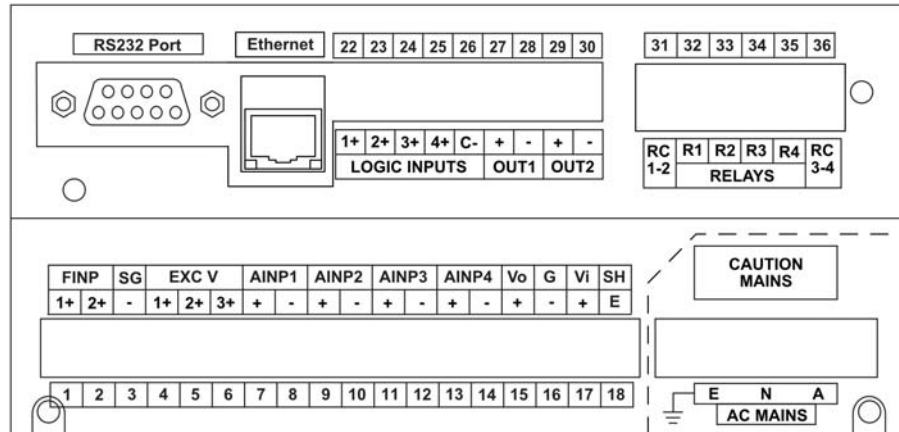 RS232 Port Ethernet 22 23 24 25 26 27 28 29 30 31 32 33 34 35 36
1+ 2+ 3+ 4+ C- + - + - RC 1-2 R1 R2 R3 R4 RC 3-4
LOGIC INPUTS OUT1 OUT2 RELAYS
CAUTION
MAINS
FINP SG EXC V AINP1 AINP2 AINP3 AINP4 Vo G Vi SH
1+ 2+ - 1+ 2+ 3+ + - + - + - + - + - + E
1 2 3 4 5 6 7 8 9 10 11 12 13 14 15 16 17 18
E N A
AC MAINS